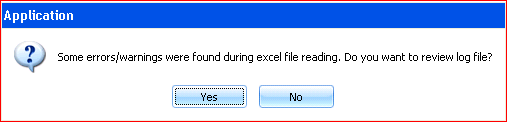 Application
Some errors/warnings were found during excel file reading. Do you want to review log file?
Yes
No